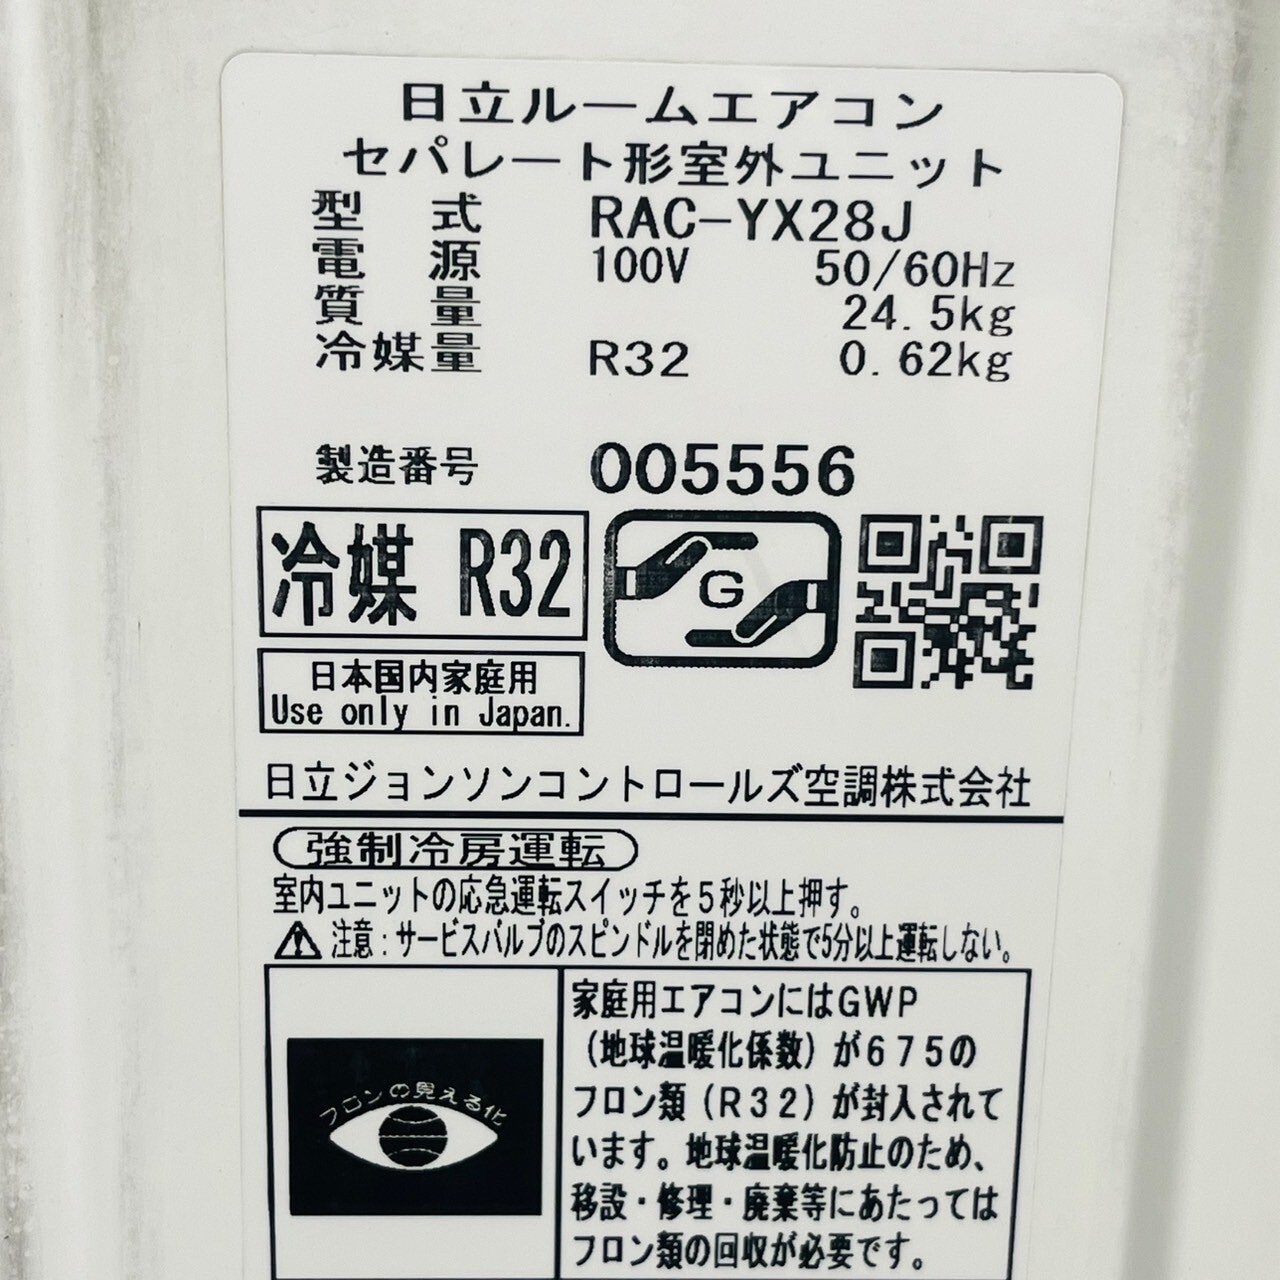 日立ルームエアコン
セパレート形室外ユニット
型式 RAC-YX28J
電源 100V 50/60Hz
質量 24.5kg
冷媒量 R32 0.62kg
製造番号 005556
冷媒 R32
G
日本国内家庭用
Use only in Japan.
日立ジョンソンコントロールズ空調株式会社
強制冷房運転
室内ユニットの応急運転スイッチを5秒以上押す。
注意:サービスバルブのスピンドルを閉めた状態で5分以上運転しない。
フロンの見える化
家庭用エアコンにはGWP
(地球温暖化係数)が675の
フロン類(R32)が封入されて
います。地球温暖化防止のため、
移設・修理・廃棄等にあたっては
フロン類の回収が必要です。